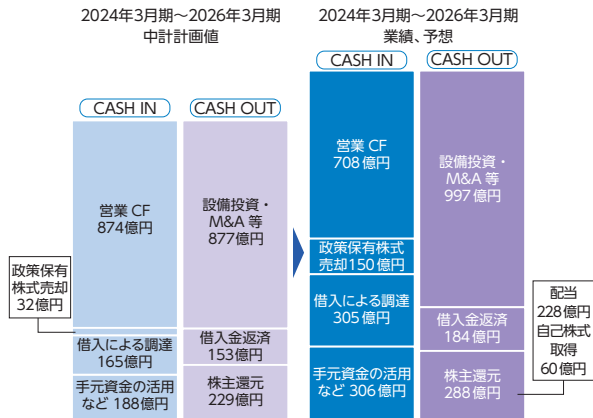 2024年3月期～2026年3月期
中計計画値
2024年3月期～2026年3月期
業績、予想
CASH IN
CASH OUT
営業 CF
874億円
政策保有
株式売却
32億円
借入による調達
165億円
手元資金の活用
など 188億円
設備投資・
M&A 等
877億円
借入金返済
153億円
株主還元
229億円
CASH IN
CASH OUT
営業 CF
708億円
政策保有株式
売却150億円
借入による調達
305億円
手元資金の活用
など 306億円
設備投資・
M&A 等
997億円
借入金返済
184億円
株主還元
288億円
配当
228億円
自己株式
取得
60億円